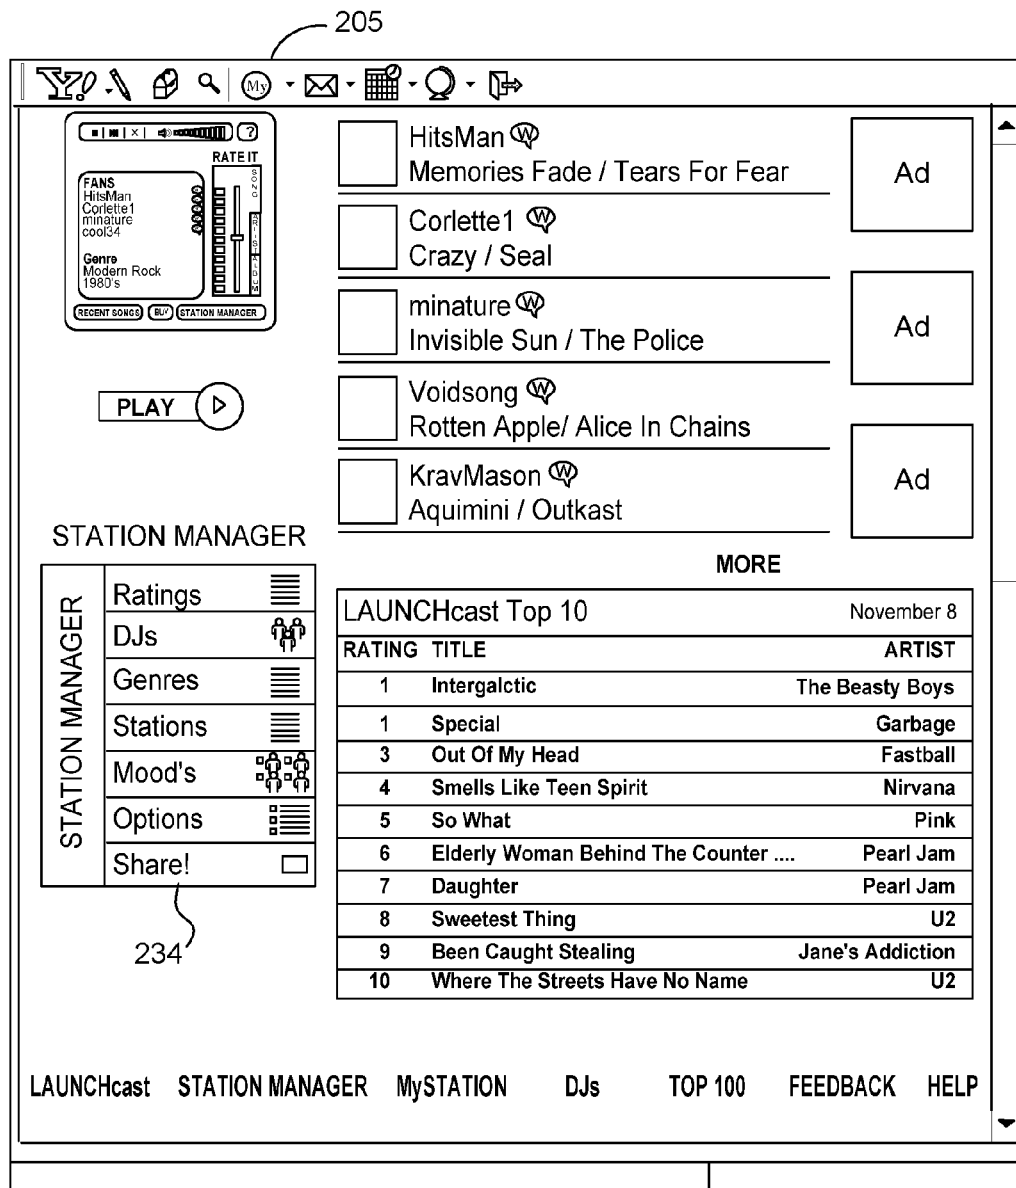 205
Y!
My
?
RATE IT
SONG
ARTIST
ALBUM
FANS
HitsMan
Corlette1
minature
cool34
Genre
Modern Rock
1980's
RECENT SONGS
BUY
STATION MANAGER
PLAY
HitsMan W
Memories Fade / Tears For Fear
Corlette1 W
Crazy / Seal
minature W
Invisible Sun / The Police
Voidsong W
Rotten Apple/ Alice In Chains
KravMason W
Aquimini / Outkast
MORE
Ad
Ad
Ad
STATION MANAGER
STATION MANAGER
Ratings
DJs
Genres
Stations
Mood's
Options
Share!
234
LAUNCHcast Top 10 November 8
RATING TITLE ARTIST
1 Intergalctic The Beasty Boys
1 Special Garbage
3 Out Of My Head Fastball
4 Smells Like Teen Spirit Nirvana
5 So What Pink
6 Elderly Woman Behind The Counter .... Pearl Jam
7 Daughter Pearl Jam
8 Sweetest Thing U2
9 Been Caught Stealing Jane's Addiction
10 Where The Streets Have No Name U2
LAUNCHcast STATION MANAGER MySTATION DJs TOP 100 FEEDBACK HELP